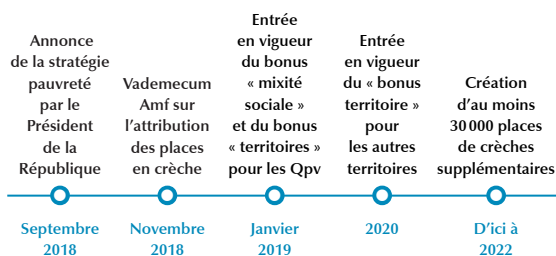 Annonce
de la stratégie
pauvreté
par le
Président
de la
République
Septembre
2018
Vademecum
Amf sur
l’attribution
des places
en crèche
Novembre
2018
Entrée
en vigueur
du bonus
« mixité
sociale »
et du bonus
« territoires »
pour les Qpv
Janvier
2019
Entrée
en vigueur
du « bonus
territoire »
pour
les autres
territoires
2020
Création
d’au moins
30 000 places
de crèches
supplémentaires
D’ici à
2022